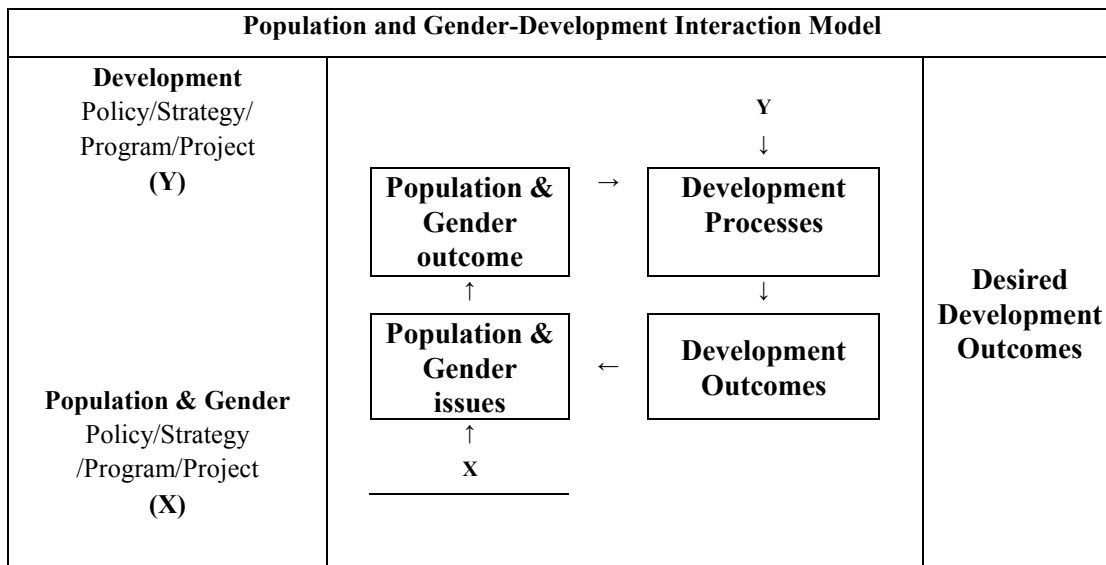 Population and Gender-Development Interaction Model
Development
Policy/Strategy/
Program/Project
(Y)
Population & Gender
Policy/Strategy
/Program/Project
(X)
Y
↓
Population &
Gender
outcome
→
Development
Processes
↑
↓
Population &
Gender
issues
←
Development
Outcomes
↑
X
Desired
Development
Outcomes